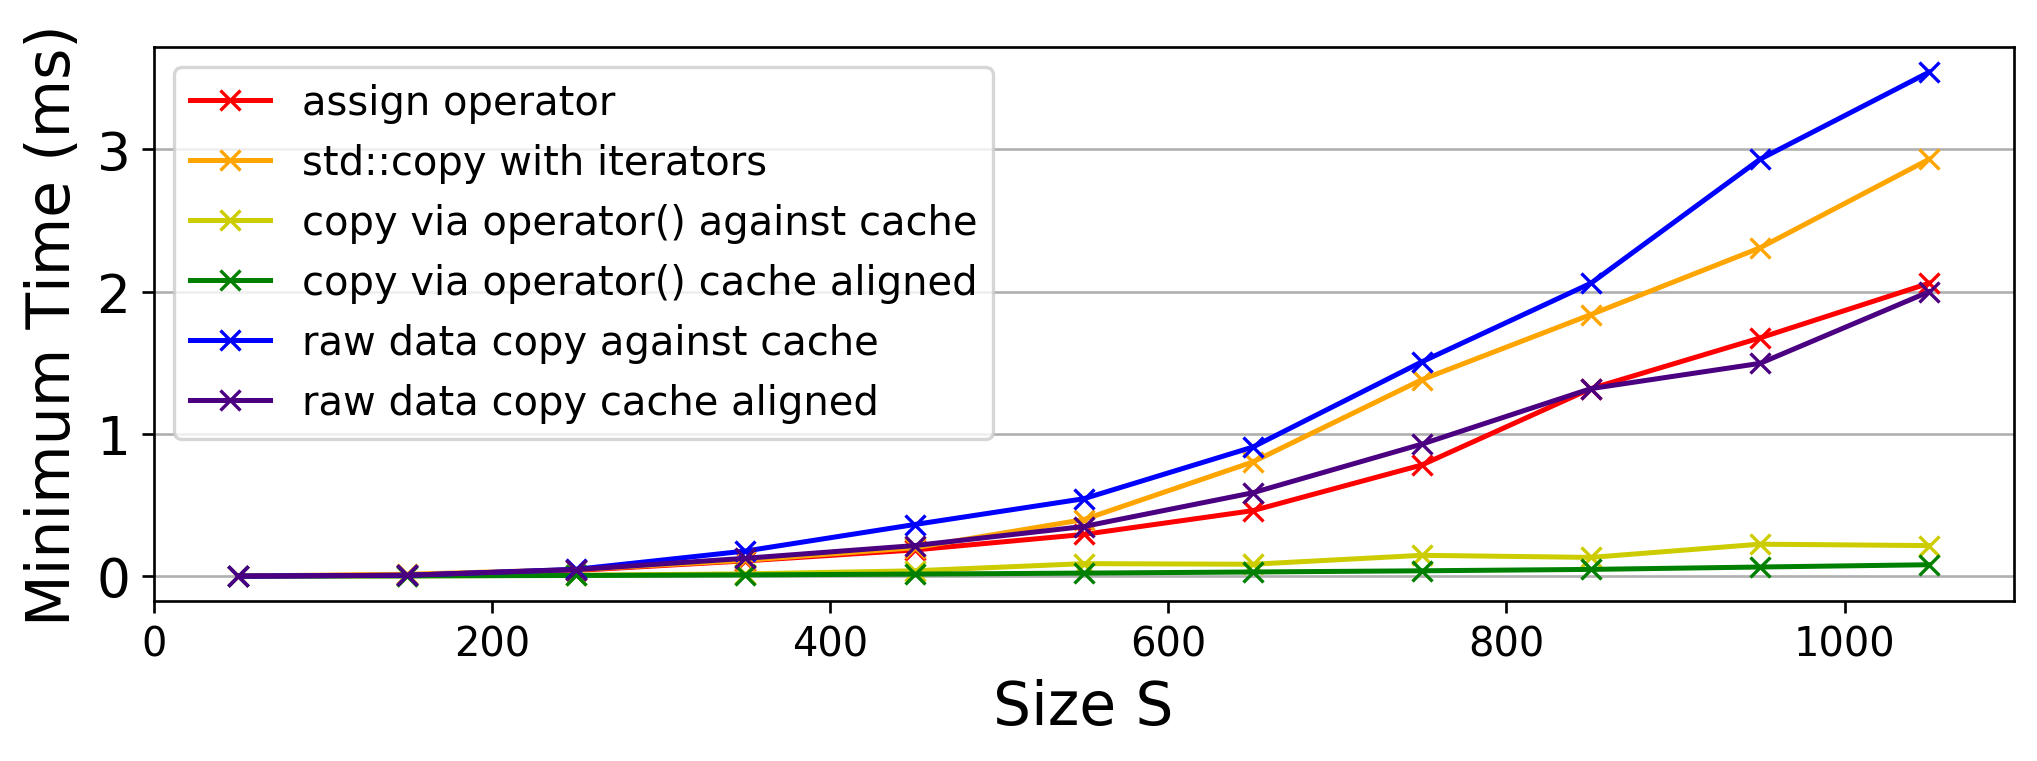 Minimum Time (ms)
3
2
1
0
assign operator
std::copy with iterators
copy via operator() against cache
copy via operator() cache aligned
raw data copy against cache
raw data copy cache aligned
0 200 400 600 800 1000
Size S